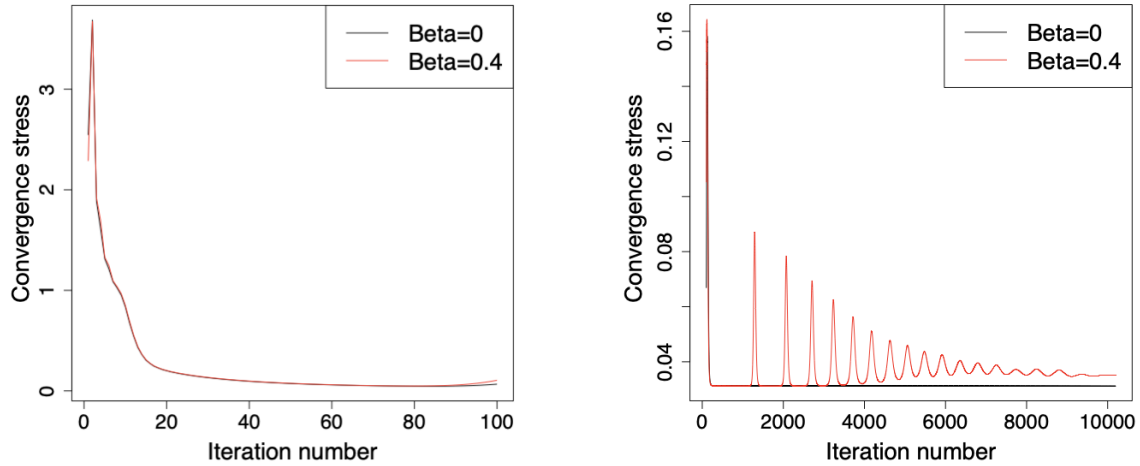 Beta=0
Beta=0.4
3
2
1
0
Convergence stress
0 20 40 60 80 100
Iteration number
Beta=0
Beta=0.4
0.16
0.12
0.08
0.04
Convergence stress
0 2000 4000 6000 8000 10000
Iteration number